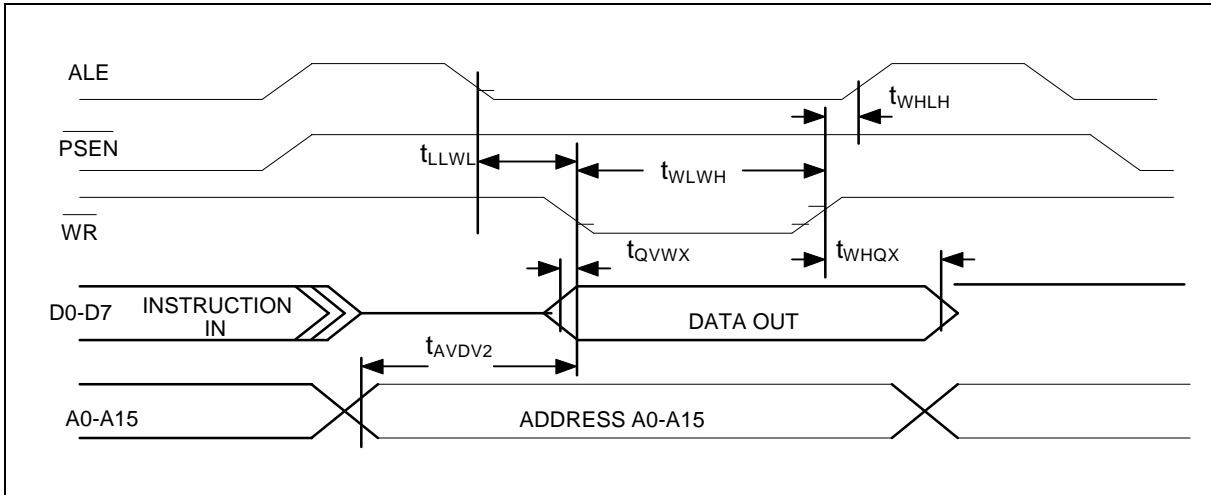 ALE
tWHLH
PSEN
tLLWL
tWLWH
WR
tQVWX
tWHQX
D0-D7
INSTRUCTION
IN
DATA OUT
tAVDV2
A0-A15
ADDRESS A0-A15